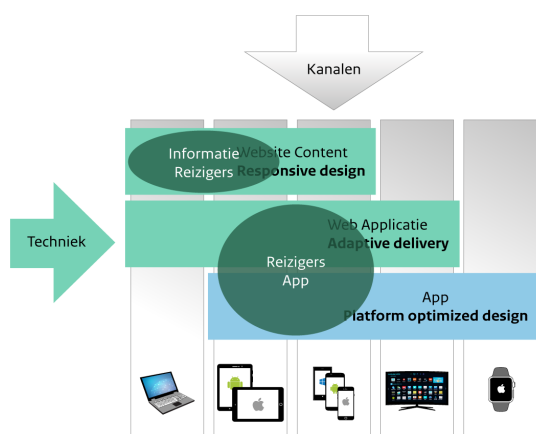 Kanalen
Informatie
Reizigers
Website Content
Responsive design
Techniek
Web Applicatie
Adaptive delivery
Reizigers
App
App
Platform optimized design